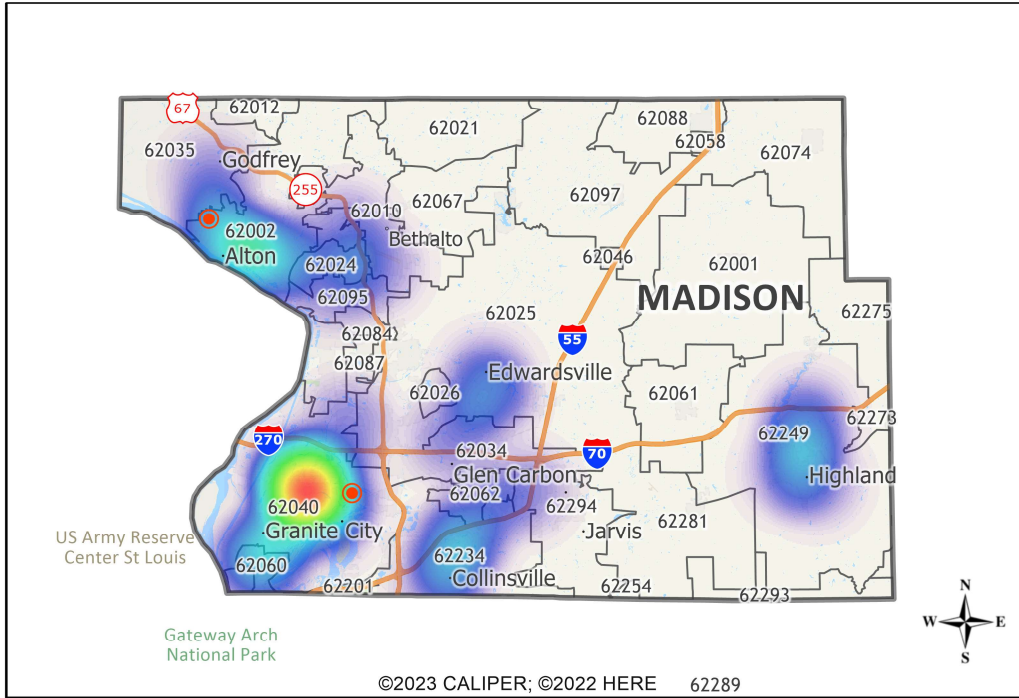 67
62012
62021
62088
62058
62035
Godfrey
62074
255
62010
62067
62097
62002
Bethalto
Alton
62024
62046
62001
62095
MADISON
62025
62275
62084
55
62087
Edwardsville
62026
62061
62273
270
62034
70
62249
Glen Carbon
Highland
62062
62040
62294
62281
Granite City
Jarvis
US Army Reserve
Center St Louis
62234
62060
Collinsville
62201
62254
62293
N
W
E
S
Gateway Arch
National Park
©2023 CALIPER; ©2022 HERE
62289